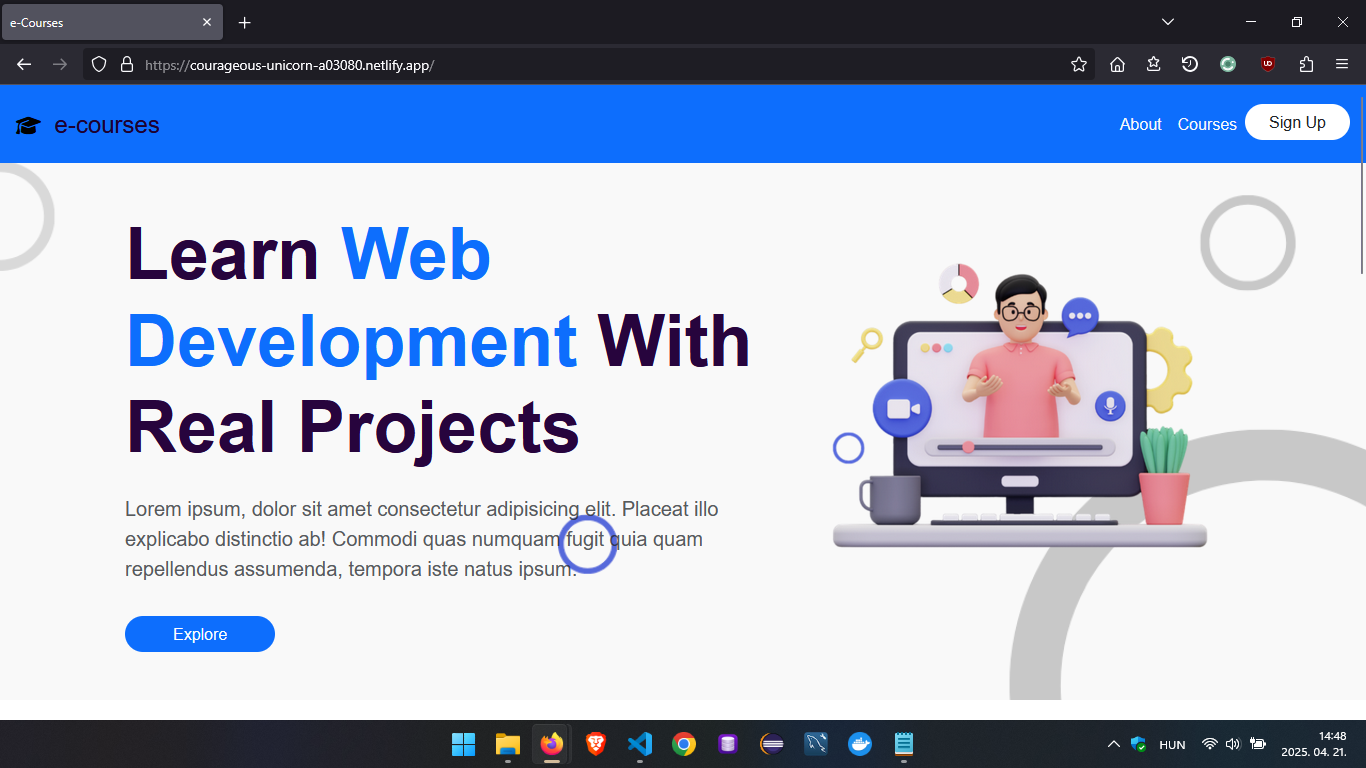 e-Courses
https://courageous-unicorn-a03080.netlify.app/
e-courses
About Courses Sign Up
Learn Web
Development With
Real Projects
Lorem ipsum, dolor sit amet consectetur adipisicing elit. Placeat illo
explicabo distinctio ab! Commodi quas numquam fugit quia quam
repellendus assumenda, tempora iste natus ipsum.
Explore
HUN
14:48
2025. 04. 21.